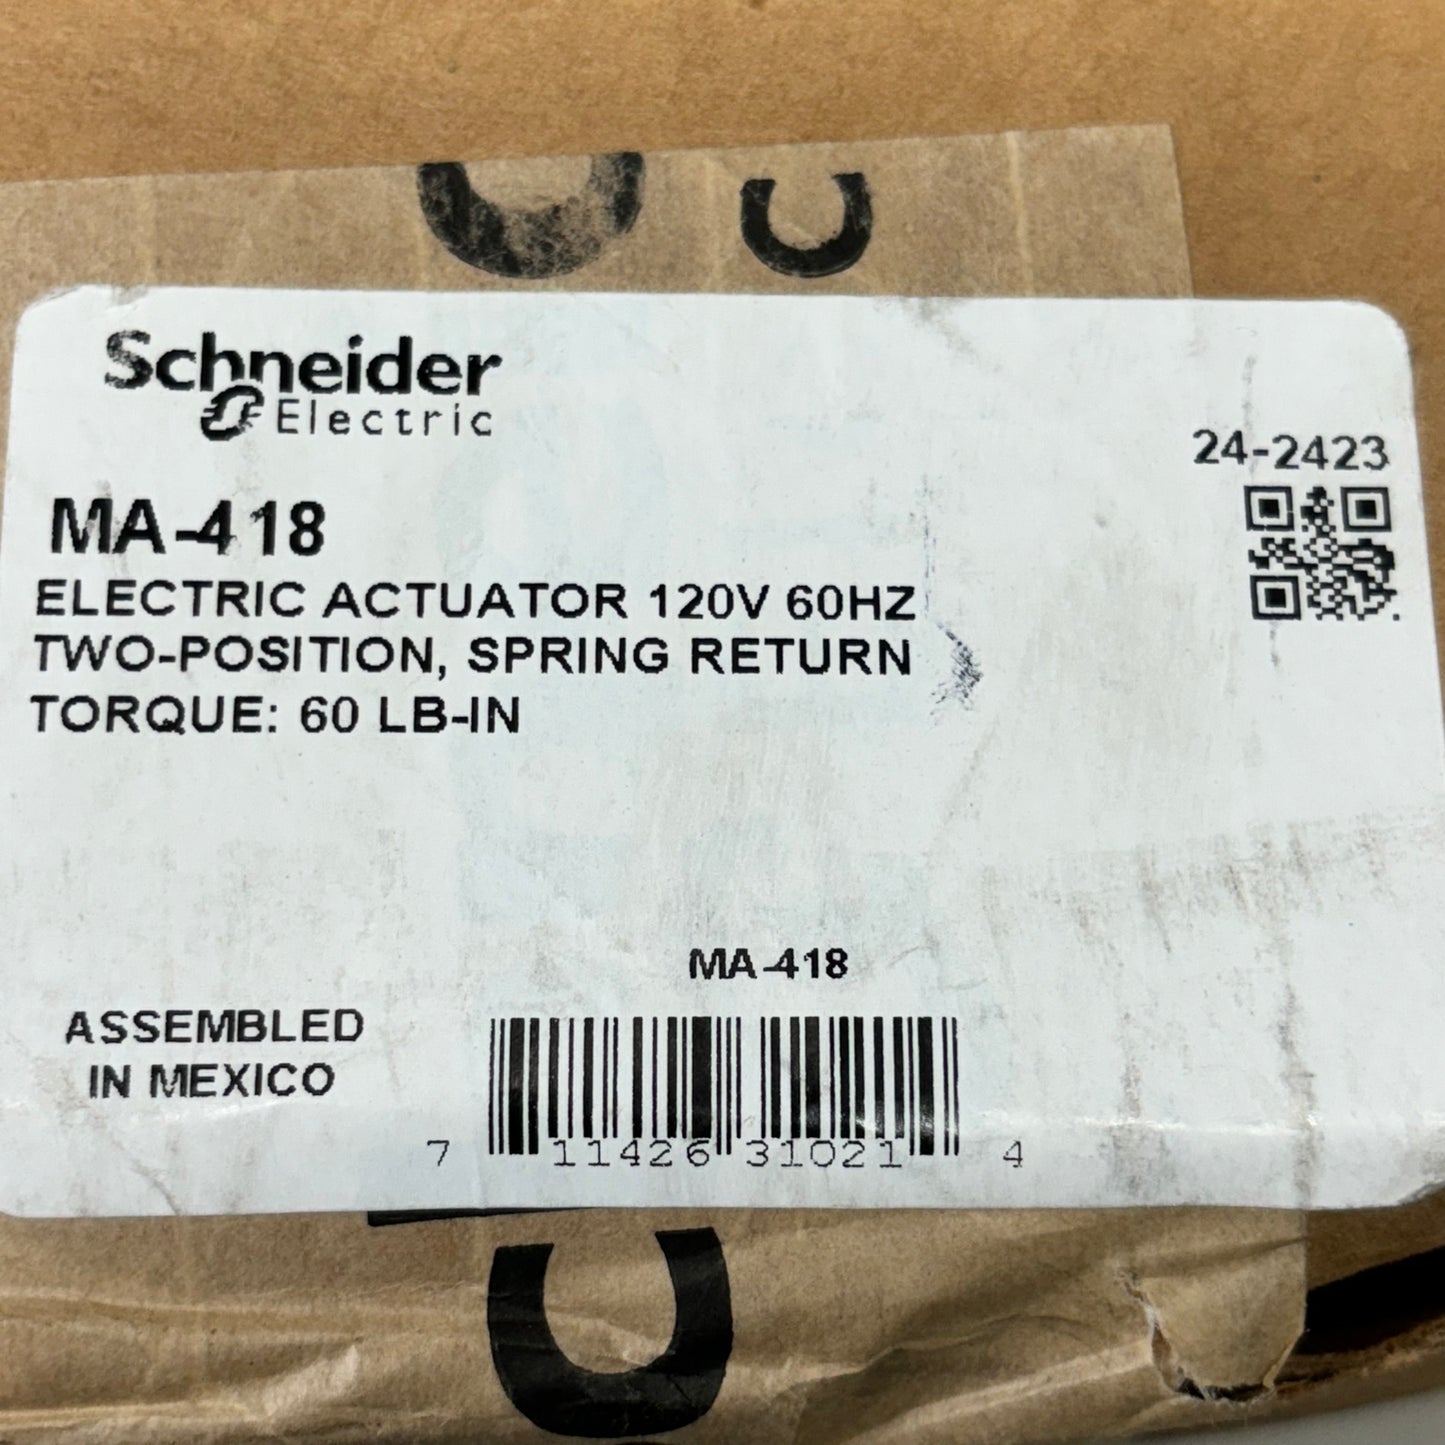 Schneider
Electric
24-2423
MA-418
ELECTRIC ACTUATOR 120V 60HZ
TWO-POSITION, SPRING RETURN
TORQUE: 60 LB-IN
MA-418
ASSEMBLED
IN MEXICO
7 11426 31021 4